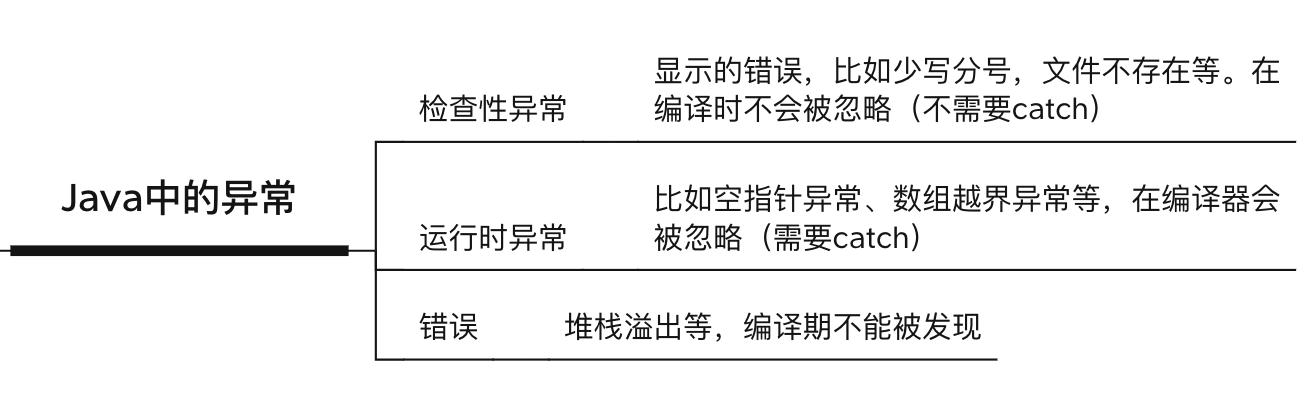 Java中的异常
检查性异常
显示的错误，比如少写分号，文件不存在等。在
编译时不会被忽略（不需要catch）
运行时异常
比如空指针异常、数组越界异常等，在编译器会
被忽略（需要catch）
错误
堆栈溢出等，编译期不能被发现